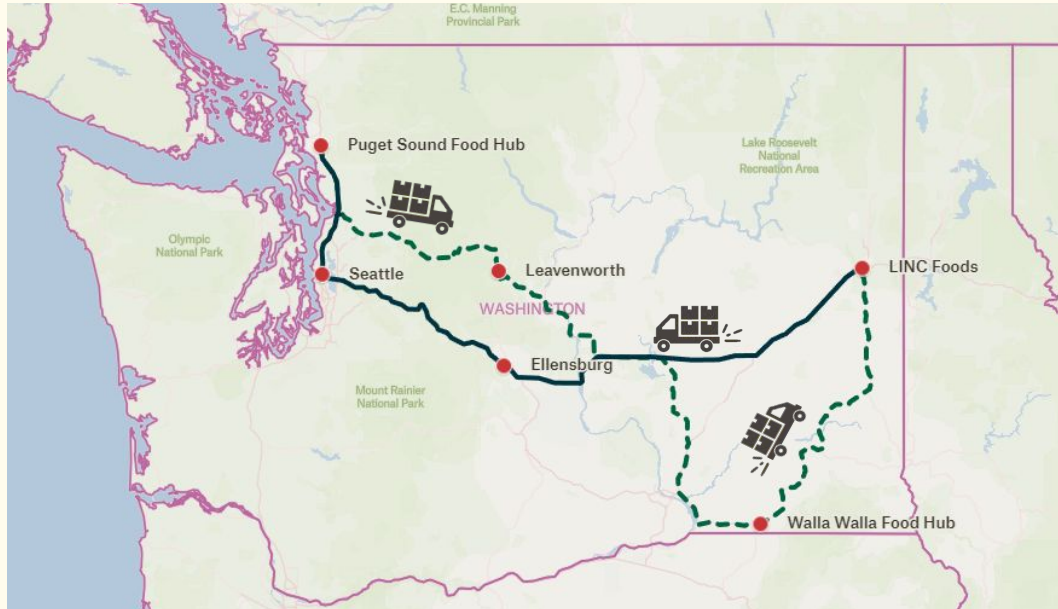 E.C. Manning
Provincial Park
Puget Sound Food Hub
Lake Roosevelt
National
Recreation Area
Olympic
National Park
Seattle
Leavenworth
LINC Foods
WASHINGTON
Ellensburg
Mount Rainier
National Park
Walla Walla Food Hub